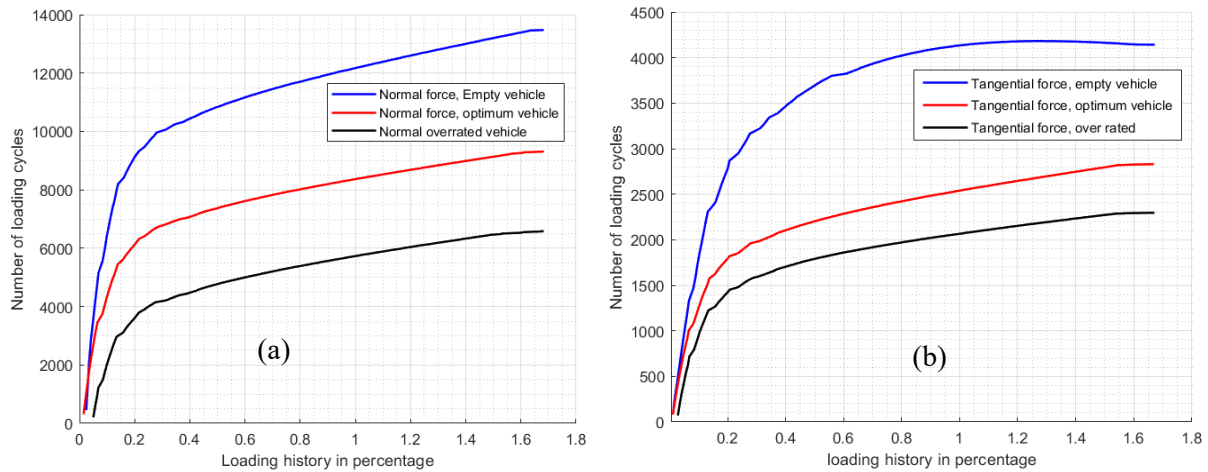 14000
12000
10000
8000
6000
4000
2000
0
Number of loading cycles
Normal force, Empty vehicle
Normal force, optimum vehicle
Normal overrated vehicle
(a)
0 0.2 0.4 0.6 0.8 1 1.2 1.4 1.6 1.8
Loading history in percentage
4500
4000
3500
3000
2500
2000
1500
1000
500
0
Number of loading cycles
Tangential force, empty vehicle
Tangential force, optimum vehicle
Tangential force, over rated
(b)
0.2 0.4 0.6 0.8 1 1.2 1.4 1.6 1.8
loading history in percentage